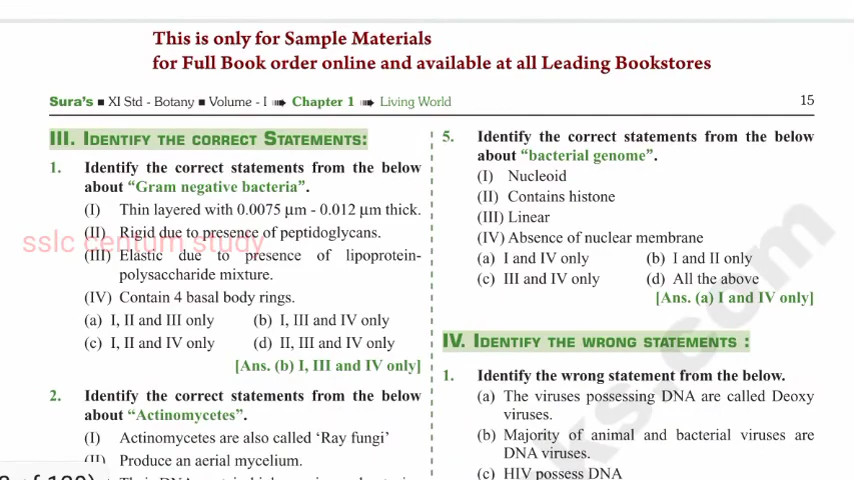 This is only for Sample Materials
for Full Book order online and available at all Leading Bookstores
Sura's ■ XI Std - Botany ■ Volume - I ➠ Chapter 1 ➠ Living World
15
III. IDENTIFY THE CORRECT STATEMENTS:
1. Identify the correct statements from the below
about “Gram negative bacteria”.
(I) Thin layered with 0.0075 μm - 0.012 μm thick.
(II) Rigid due to presence of peptidoglycans.
sslc centum study
(III) Elastic due to presence of lipoprotein-
polysaccharide mixture.
(IV) Contain 4 basal body rings.
(a) I, II and III only (b) I, III and IV only
(c) I, II and IV only (d) II, III and IV only
[Ans. (b) I, III and IV only]
2. Identify the correct statements from the below
about “Actinomycetes”.
(I) Actinomycetes are also called ‘Ray fungi’
(II) Produce an aerial mycelium.
5. Identify the correct statements from the below
about “bacterial genome”.
(I) Nucleoid
(II) Contains histone
(III) Linear
(IV) Absence of nuclear membrane
(a) I and IV only (b) I and II only
(c) III and IV only (d) All the above
[Ans. (a) I and IV only]
IV. IDENTIFY THE WRONG STATEMENTS :
1. Identify the wrong statement from the below.
(a) The viruses possessing DNA are called Deoxy
viruses.
(b) Majority of animal and bacterial viruses are
DNA viruses.
(c) HIV possess DNA
ks.com